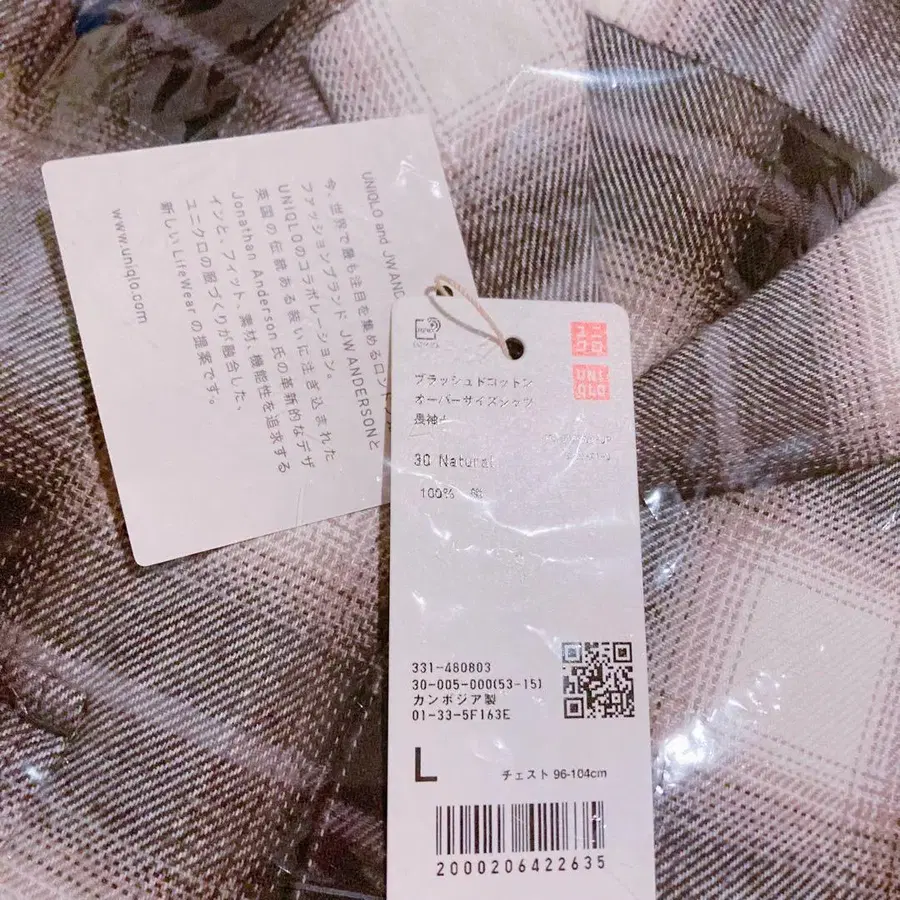 UNIQLO and JWAND
今、世界で最も注目を集めるロンド
ファッションブランド JWANDERSONと
UNIQLOのコラボレーション。
英国の伝統ある装いに注ぎ込まれた
Jonathan Anderson 氏の革新的なデザ
インと、フィット、素材、機能性を追求する
ユニクロの服づくりが融合した、
新しいLifeWear の提案です。
www.uniqlo.com
ユニ
クロ
UNI
QLO
ブラッシュドコットン
オーバーサイズシャツ
長袖
30 Natural
100% 綿
331-480803
30-005-000(53-15)
カンボジア製
01-33-5F163E
L
チェスト 96-104cm
2000206422635